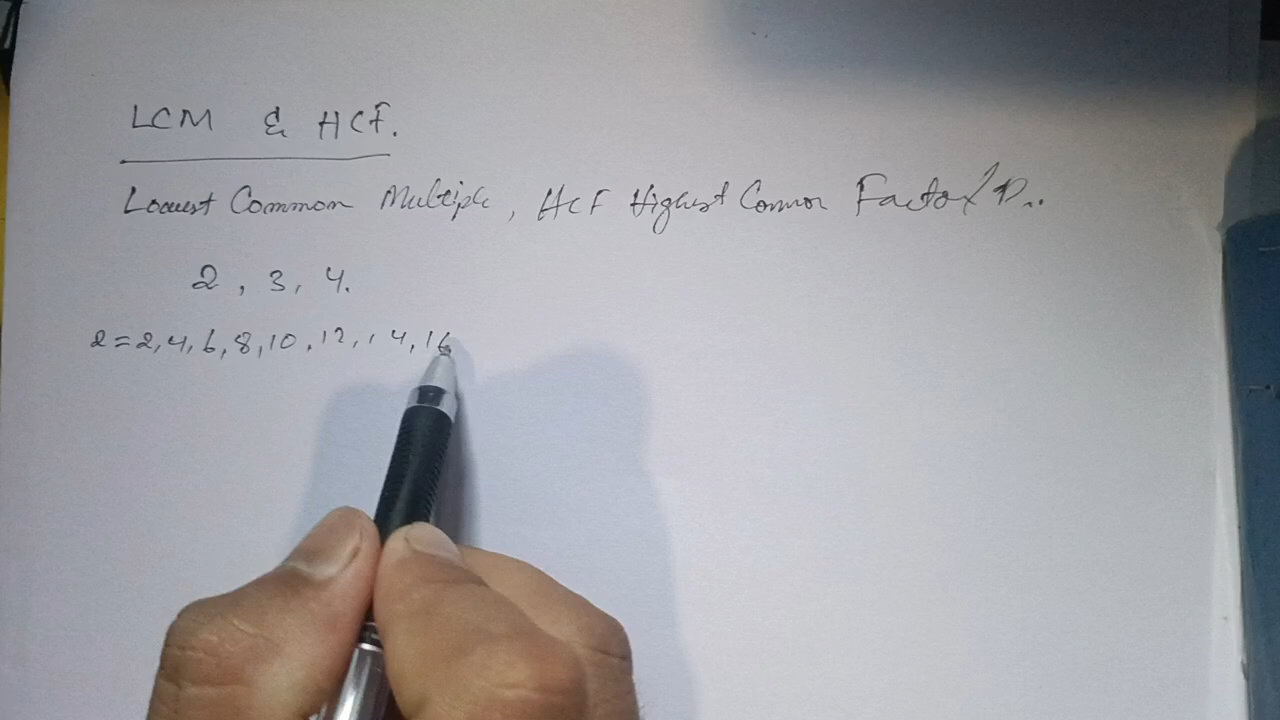 LCM & HCF.
Lowest Common Multiple, HCF Highest Common Factor/D..
2, 3, 4.
2=2,4,6,8,10,12,14,16